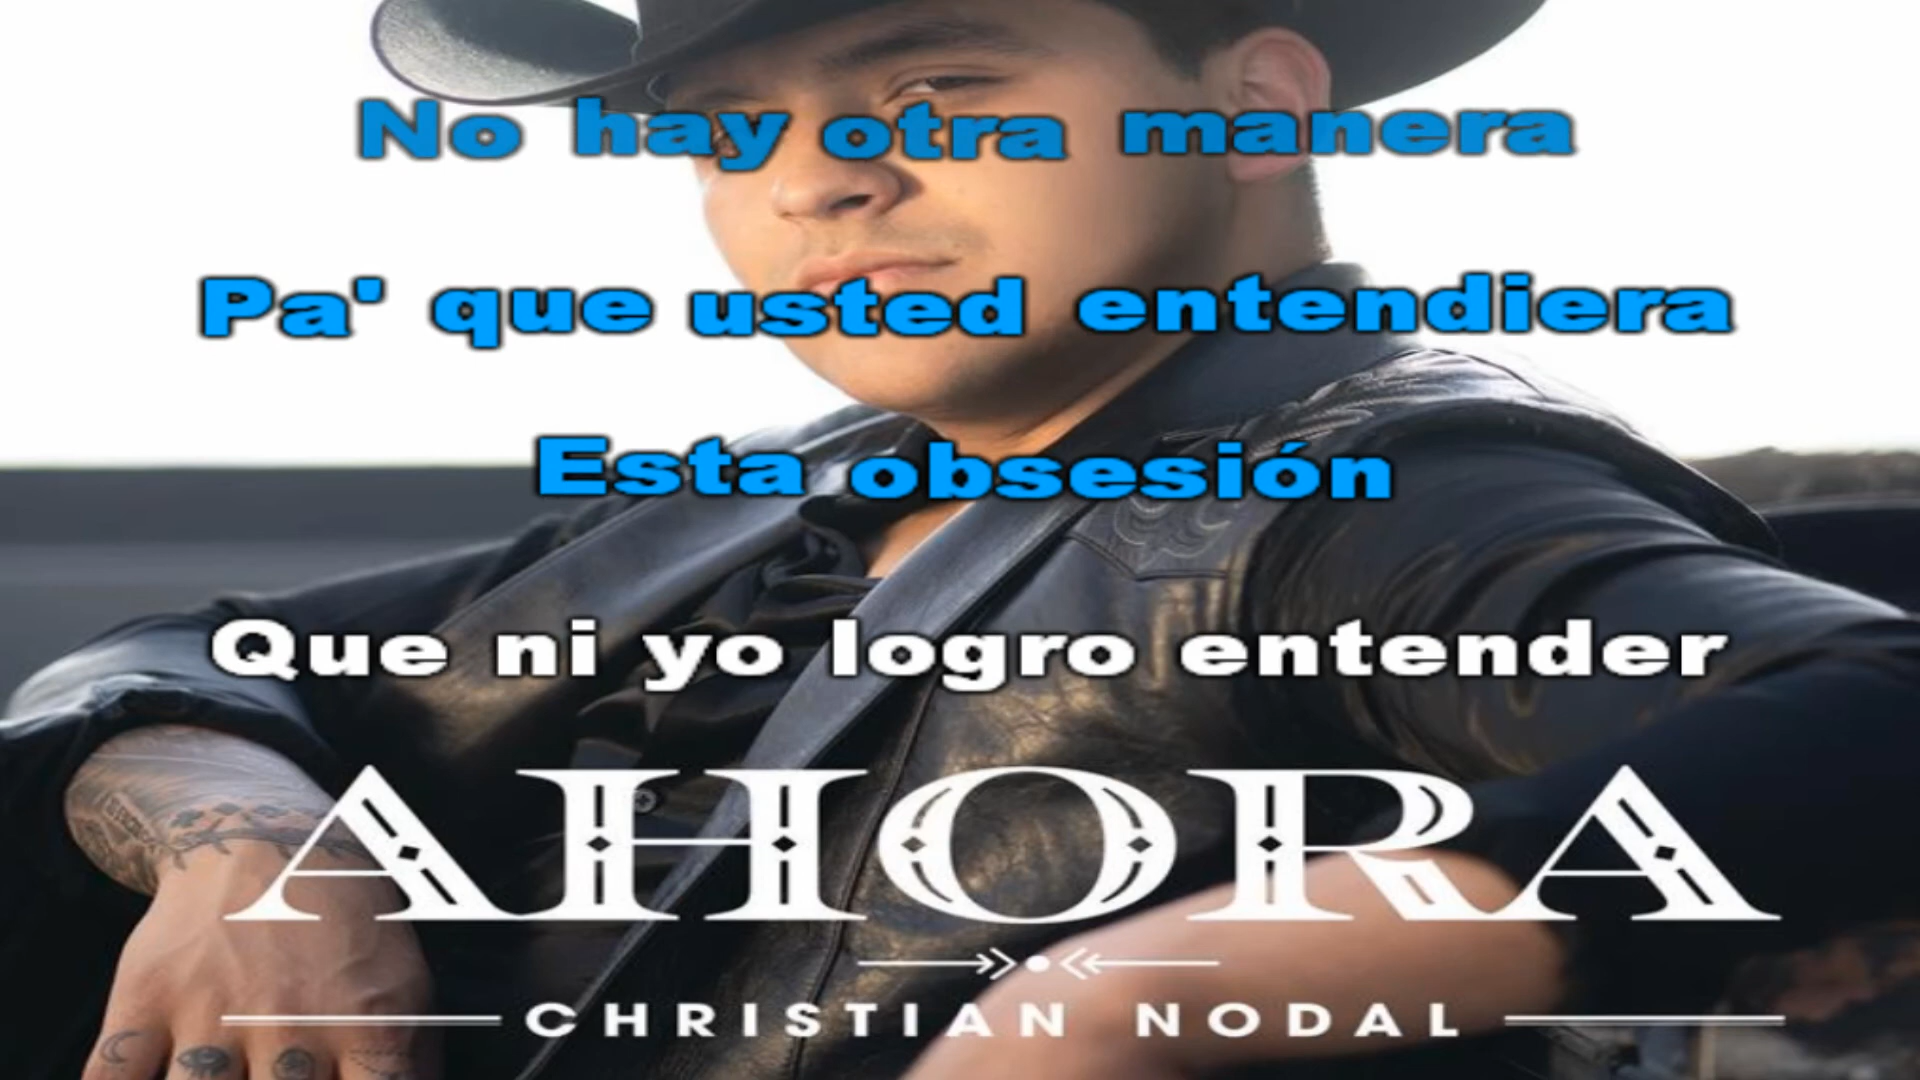 No hay otra manera
Pa' que usted entendiera
Esta obsesión
Que ni yo logro entender
AHORA
CHRISTIAN NODAL